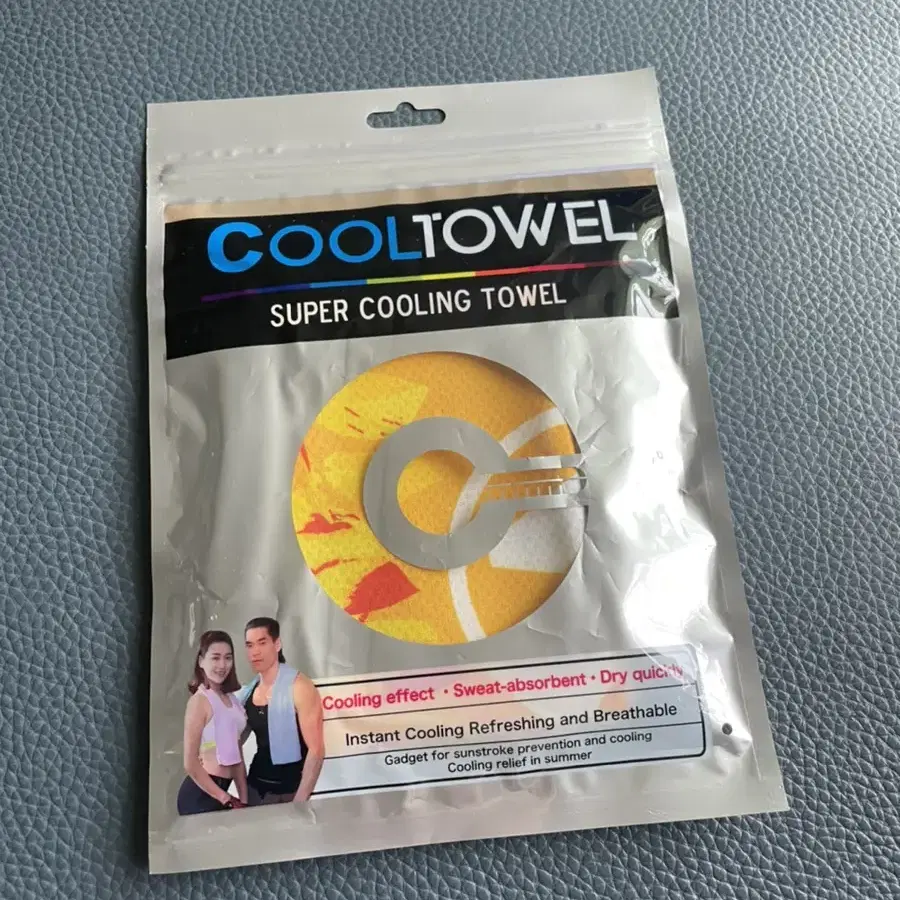 COOLTOWEL
SUPER COOLING TOWEL
Cooling effect · Sweat-absorbent · Dry quickly
Instant Cooling Refreshing and Breathable
Gadget for sunstroke prevention and cooling
Cooling relief in summer